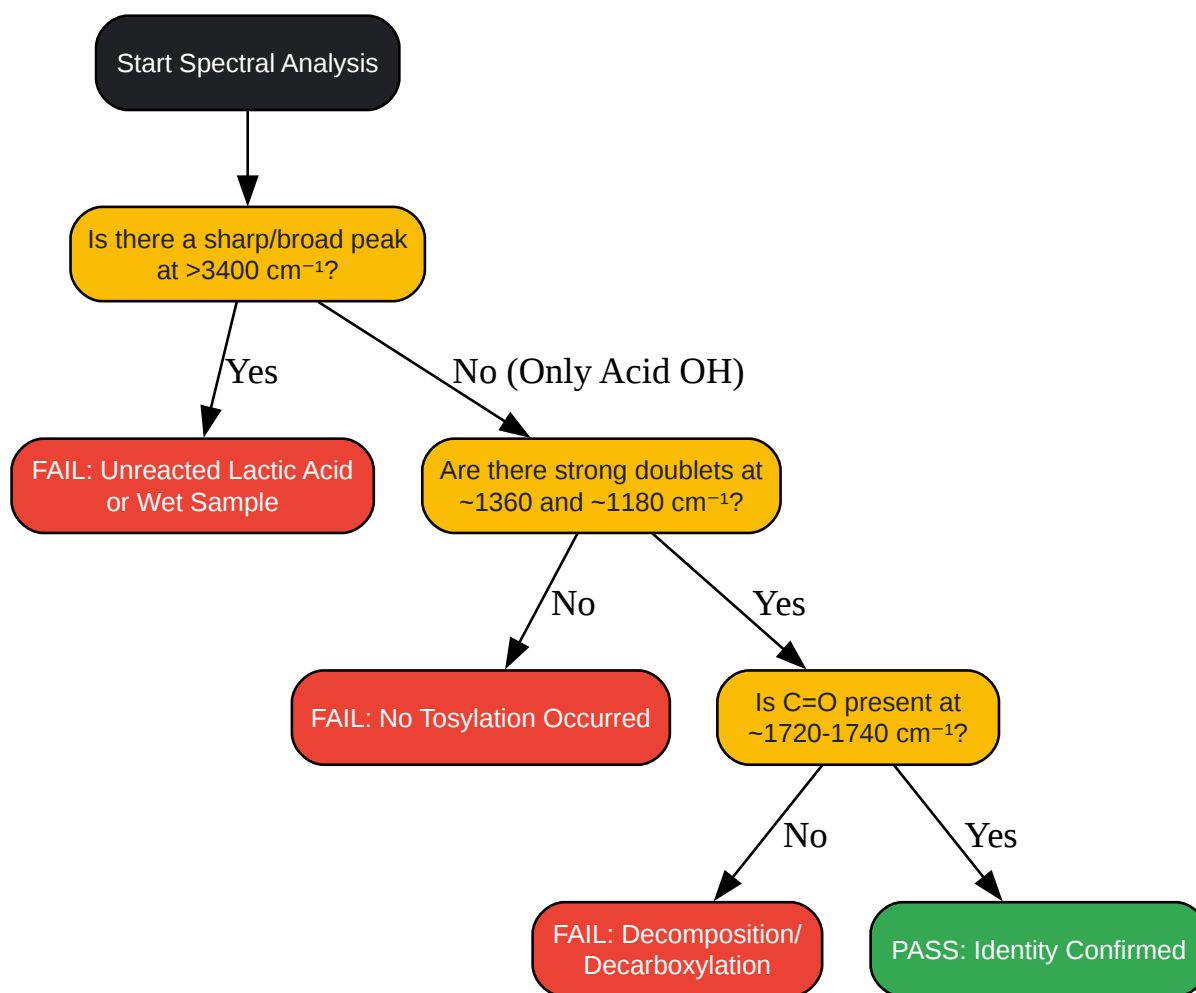 Start Spectral Analysis
Is there a sharp/broad peak
at >3400 cm⁻¹?
Yes
No (Only Acid OH)
FAIL: Unreacted Lactic Acid
or Wet Sample
Are there strong doublets at
~1360 and ~1180 cm⁻¹?
No
Yes
FAIL: No Tosylation Occurred
Is C=O present at
~1720-1740 cm⁻¹?
No
Yes
FAIL: Decomposition/
Decarboxylation
PASS: Identity Confirmed